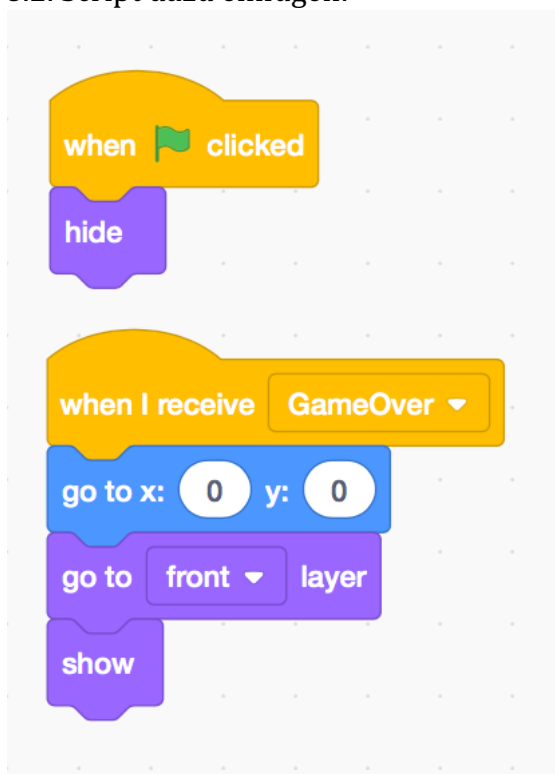 when clicked
hide
when I receive GameOver
go to x: 0 y: 0
go to front layer
show